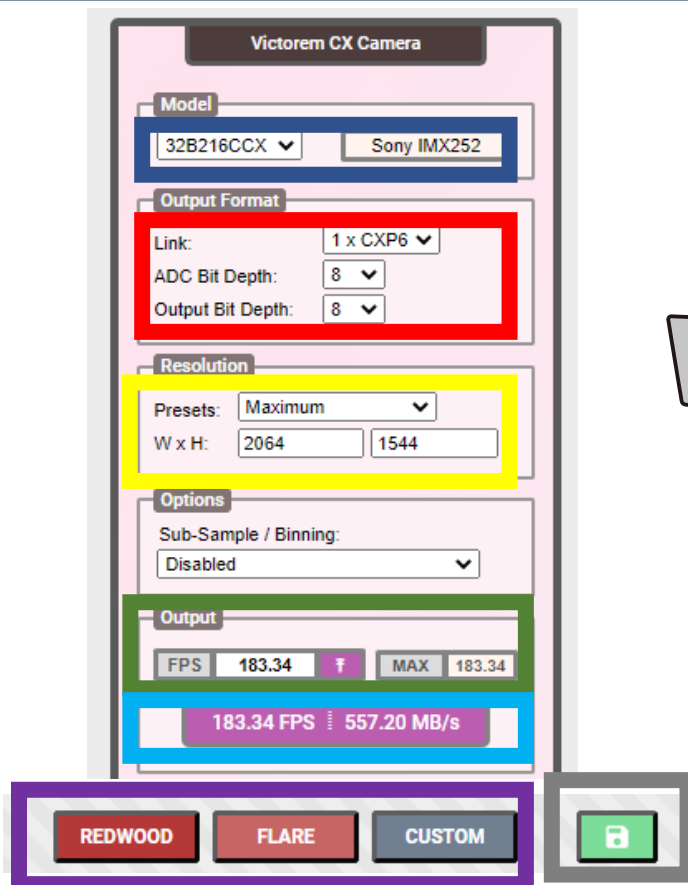 Victorem CX Camera
Model
32B216CCX Sony IMX252
Output Format
Link: 1 x CXP6
ADC Bit Depth: 8
Output Bit Depth: 8
Resolution
Presets: Maximum
W x H: 2064 1544
Options
Sub-Sample / Binning:
Disabled
Output
FPS 183.34 MAX 183.34
183.34 FPS 557.20 MB/s
REDWOOD FLARE CUSTOM